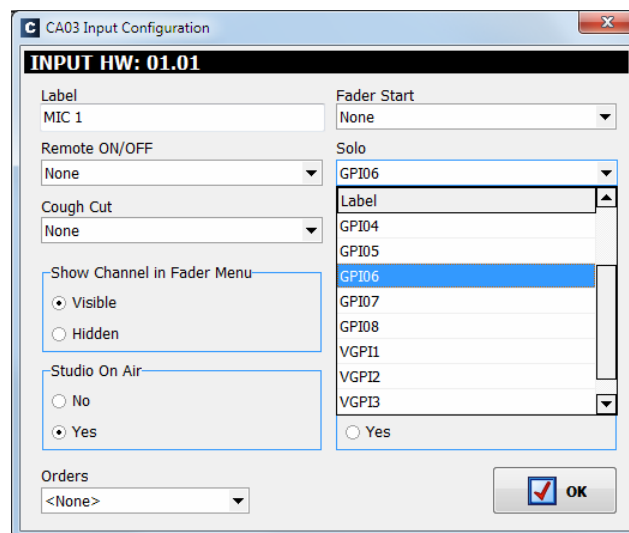 C CA03 Input Configuration
INPUT HW: 01.01
Label
MIC 1
Fader Start
None
Remote ON/OFF
None
Solo
GPI06
Cough Cut
None
Label
GPI04
GPI05
GPI06
GPI07
GPI08
VGPI1
VGPI2
VGPI3
Show Channel in Fader Menu
Visible
Hidden
Studio On Air
No
Yes
Yes
Orders
<None>
OK